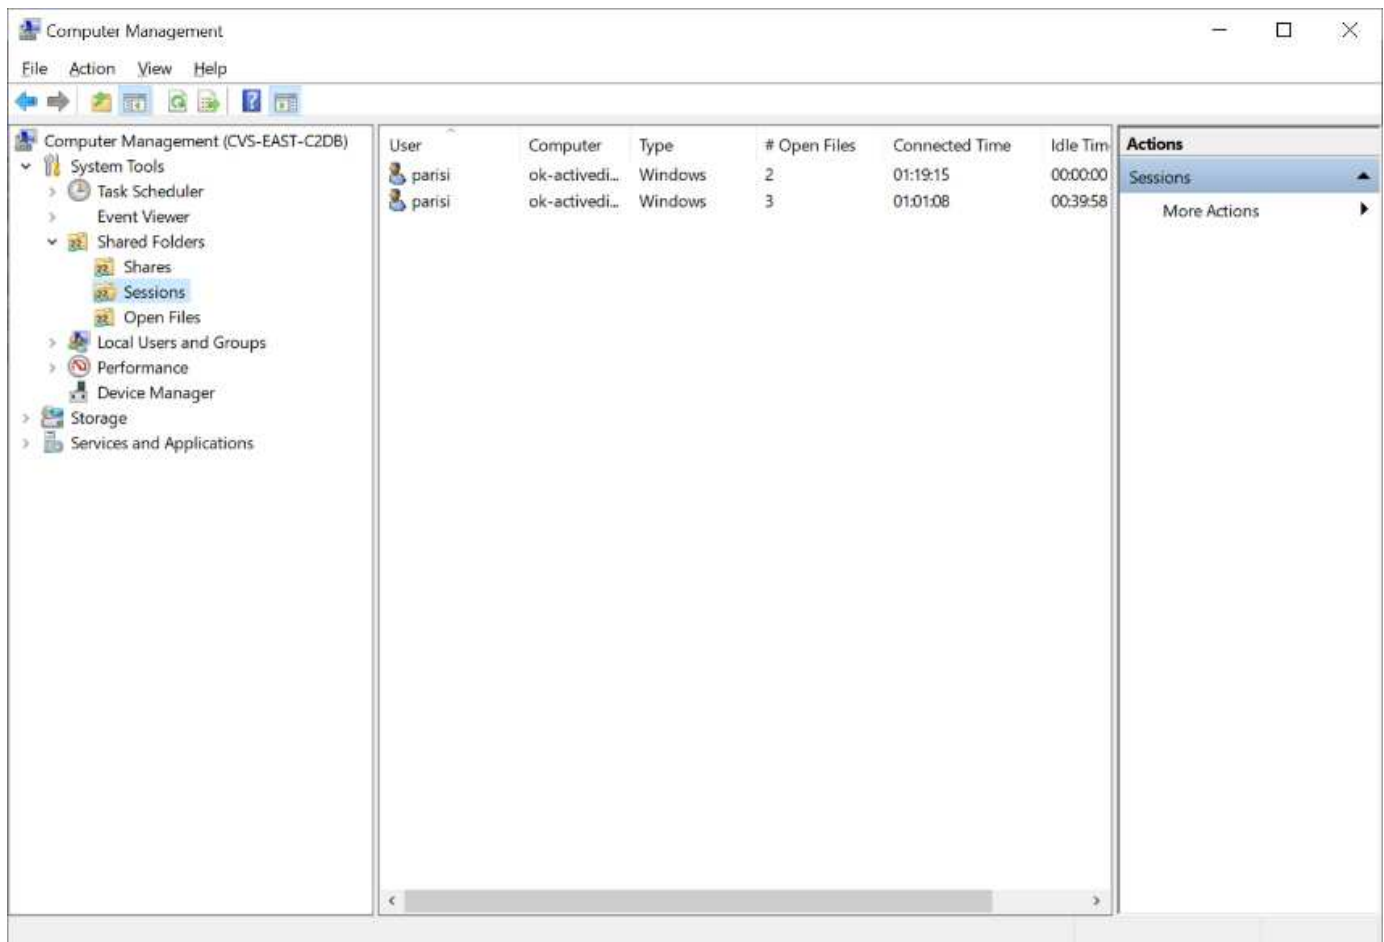 Computer Management
File Action View Help
Computer Management (CVS-EAST-C2DB)
System Tools
Task Scheduler
Event Viewer
Shared Folders
Shares
Sessions
Open Files
Local Users and Groups
Performance
Device Manager
Storage
Services and Applications
User Computer Type # Open Files Connected Time Idle Tim
parisi ok-activedi... Windows 2 01:19:15 00:00:00
parisi ok-activedi... Windows 3 01:01:08 00:39:58
Actions
Sessions
More Actions